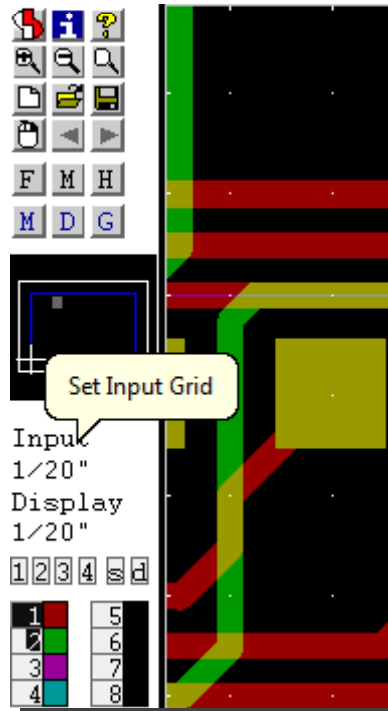 i ?
F M H
M D G
Set Input Grid
Input
1/20"
Display
1/20"
1 2 3 4 s d
1 5
2 6
3 7
4 8